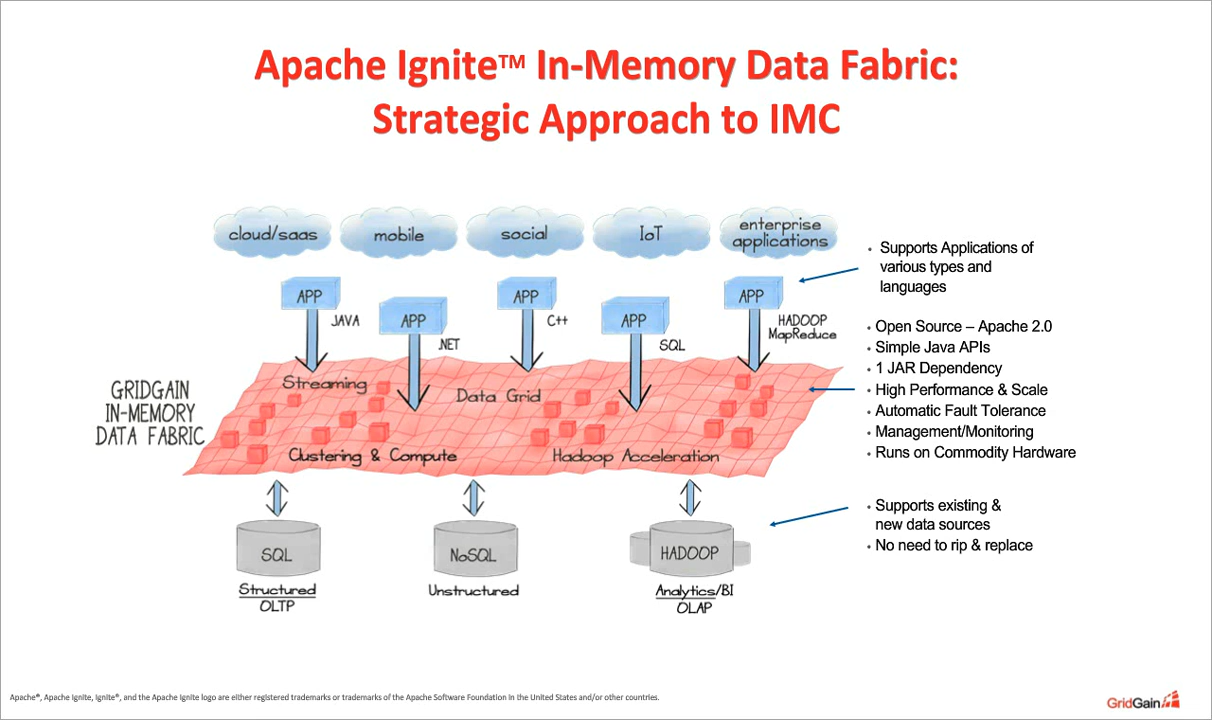 Apache Ignite™ In-Memory Data Fabric:
Strategic Approach to IMC
cloud/saas
mobile
social
IoT
enterprise
applications
APP
JAVA
APP
.NET
APP
C++
APP
SQL
APP
HADOOP
MapReduce
GRIDGAIN
IN-MEMORY
DATA FABRIC
Streaming
Data Grid
Clustering & Compute
Hadoop Acceleration
SQL
Structured
OLTP
NoSQL
Unstructured
HADOOP
Analytics/BI
OLAP
• Supports Applications of
various types and
languages
• Open Source – Apache 2.0
• Simple Java APIs
• 1 JAR Dependency
• High Performance & Scale
• Automatic Fault Tolerance
• Management/Monitoring
• Runs on Commodity Hardware
• Supports existing &
new data sources
• No need to rip & replace
Apache®, Apache Ignite, Ignite®, and the Apache Ignite logo are either registered trademarks or trademarks of the Apache Software Foundation in the United States and/or other countries.
GridGain